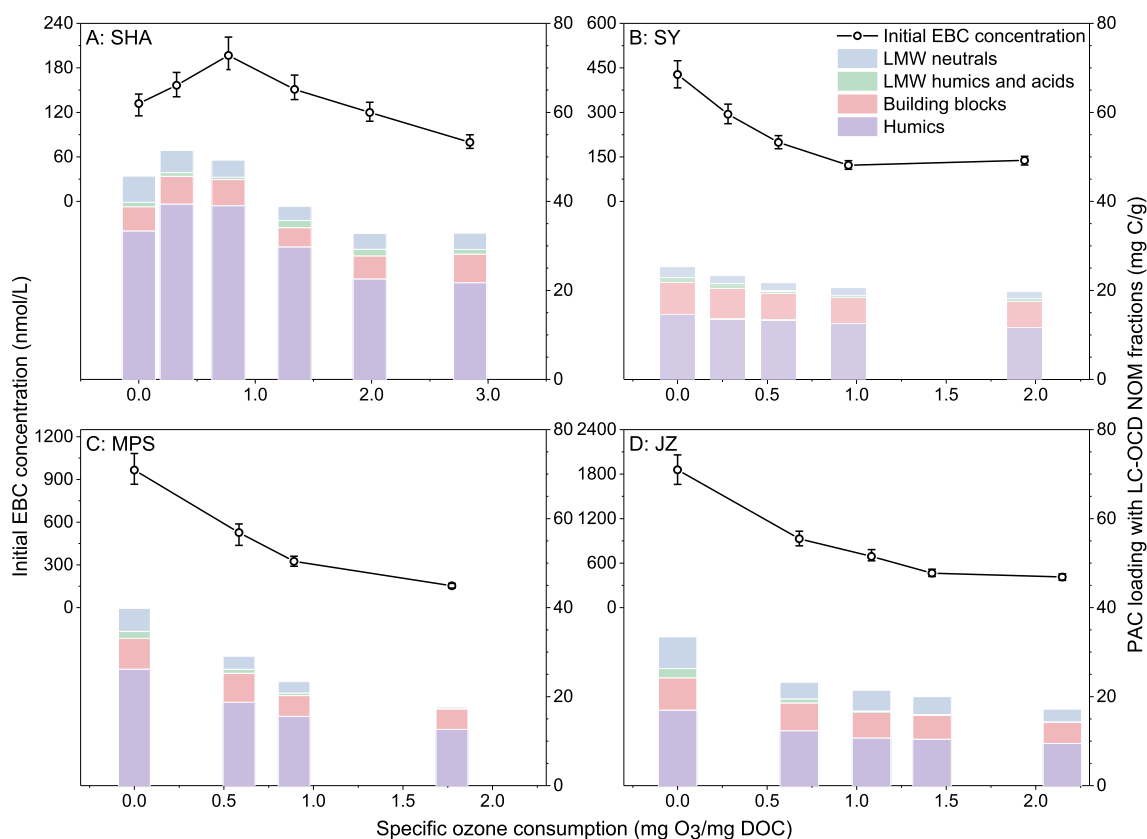 A: SHA
240
180
120
60
0
80
60
40
20
0
0.0 1.0 2.0 3.0
B: SY
600
450
300
150
0
Initial EBC concentration
LMW neutrals
LMW humics and acids
Building blocks
Humics
80
60
40
20
0
0.0 0.5 1.0 1.5 2.0
C: MPS
1200
900
600
300
0
80
60
40
20
0
0.0 0.5 1.0 1.5 2.0
D: JZ
2400
1800
1200
600
0
80
60
40
20
0
0.0 0.5 1.0 1.5 2.0
Initial EBC concentration (nmol/L)
PAC loading with LC-OCD NOM fractions (mg C/g)
Specific ozone consumption (mg O₃/mg DOC)